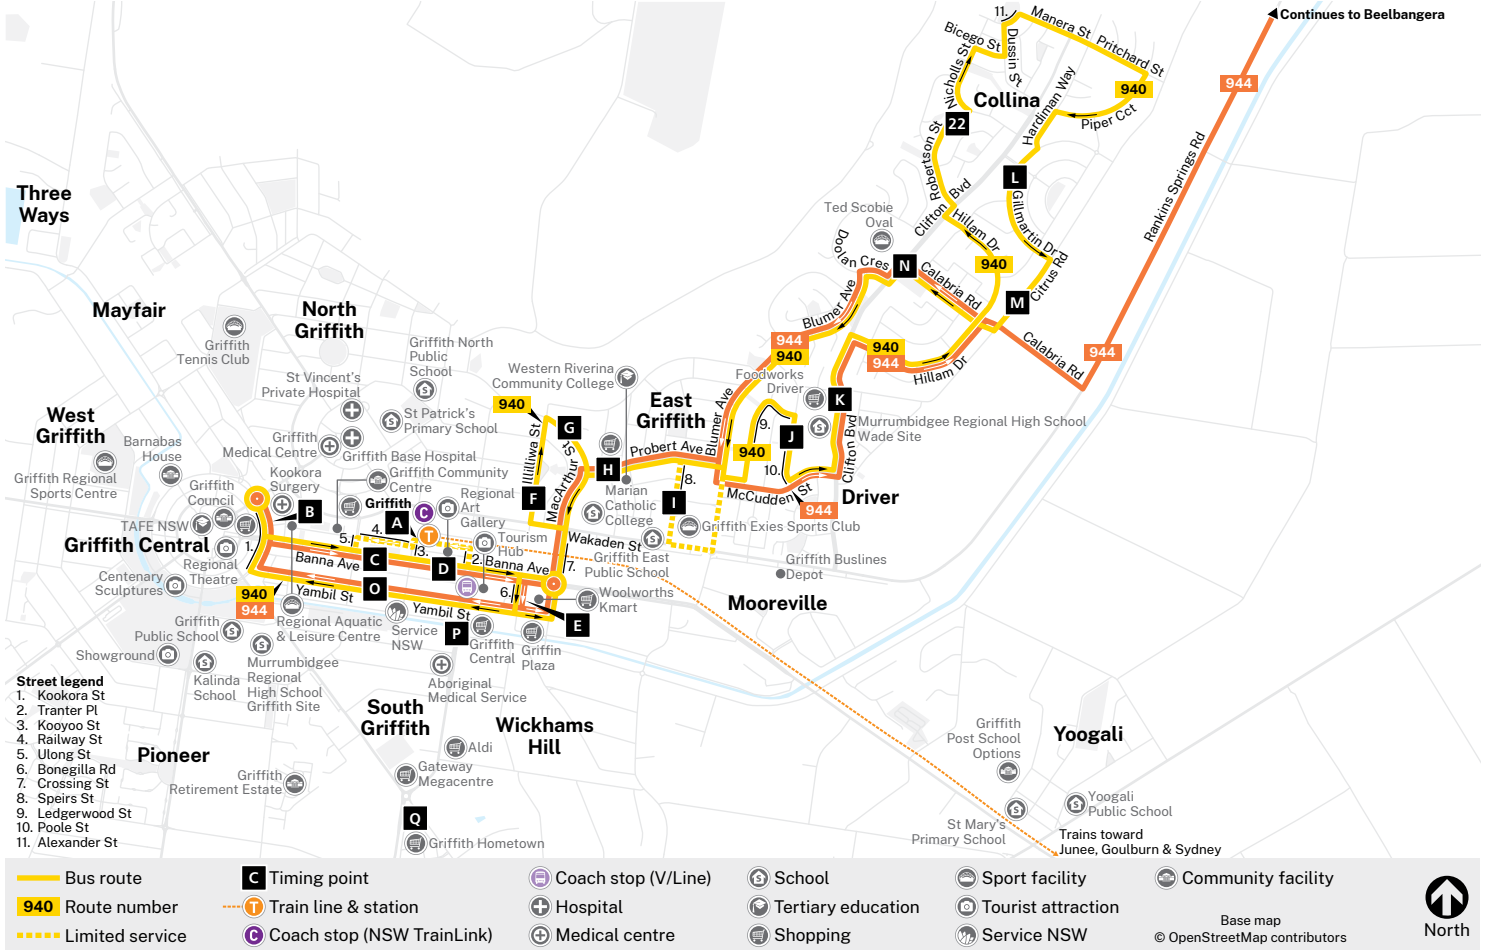 11.
Manera St
Pritchard St
Continues to Beelbangera
Bicego St
Dussin St
Nicholls St
Collina
940
944
Hardiman Way
Piper Cct
22
Robertson St
L
Rankins Springs Rd
Three
Ways
Clifton Bvd
Gillmartin Dr
Ted Scobie
Oval
Hillam Dr
Doolan Cres
N
940
Citrus Rd
Calabria Rd
M
Mayfair
North
Griffith
Blumer Ave
Griffith
Tennis Club
Griffith North
Public
School
944
940
940
944
Calabria Rd
944
Hillam Dr
St Vincent's
Private Hospital
Western Riverina
Community College
Foodworks
Driver
West
Griffith
940
East
Griffith
Blumer Ave
K
St Patrick's
Primary School
G
9.
J
Murrumbidgee Regional High School
Wade Site
Barnabas
House
Griffith
Medical Centre
Griffith Base Hospital
Illilliwa St
MacArthur St
Probert Ave
940
10.
Clifton Bvd
Griffith Regional
Sports Centre
Kookora
Surgery
Griffith Community
Centre
H
8.
McCudden St
Driver
944
Griffith
Council
B
Griffith
A
C
T
Regional
Art
Gallery
F
Marian
Catholic
College
I
Griffith Exies Sports Club
TAFE NSW
Griffith Central
1.
5.
4.
3.
Tourism
Hub
Wakaden St
Griffith East
Public School
Griffith Buslines
Depot
Regional
Theatre
Banna Ave
C
D
2.
Banna Ave
7.
Centenary
Sculptures
940
944
Yambil St
O
Yambil St
6.
Woolworths
Kmart
Mooreville
Griffith
Public School
Regional Aquatic
& Leisure Centre
Service
NSW
P
Griffith
Central
Griffin
Plaza
E
Showground
Kalinda
School
Murrumbidgee
Regional
High School
Griffith Site
Aboriginal
Medical Service
Street legend
1. Kookora St
2. Tranter Pl
3. Kooyoo St
4. Railway St
5. Ulong St
6. Bonegilla Rd
7. Crossing St
8. Speirs St
9. Ledgerwood St
10. Poole St
11. Alexander St
South
Griffith
Wickhams
Hill
Pioneer
Aldi
Gateway
Megacentre
Griffith
Retirement Estate
Q
Griffith Hometown
Griffith
Post School
Options
Yoogali
Yoogali
Public School
St Mary's
Primary School
Trains toward
Junee, Goulburn & Sydney
Bus route
940 Route number
Limited service
C Timing point
T Train line & station
C Coach stop (NSW TrainLink)
Coach stop (V/Line)
Hospital
Medical centre
School
Tertiary education
Shopping
Sport facility
Tourist attraction
Service NSW
Community facility
Base map
© OpenStreetMap contributors
North